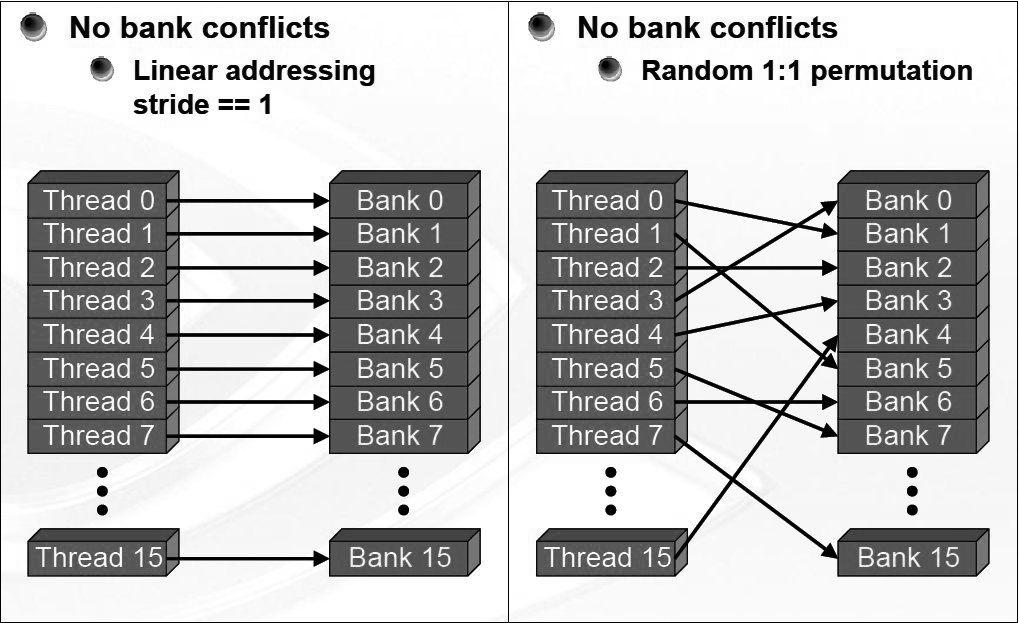 No bank conflicts
Linear addressing
stride == 1
Thread 0
Thread 1
Thread 2
Thread 3
Thread 4
Thread 5
Thread 6
Thread 7
Thread 15
Bank 0
Bank 1
Bank 2
Bank 3
Bank 4
Bank 5
Bank 6
Bank 7
Bank 15
No bank conflicts
Random 1:1 permutation
Thread 0
Thread 1
Thread 2
Thread 3
Thread 4
Thread 5
Thread 6
Thread 7
Thread 15
Bank 0
Bank 1
Bank 2
Bank 3
Bank 4
Bank 5
Bank 6
Bank 7
Bank 15